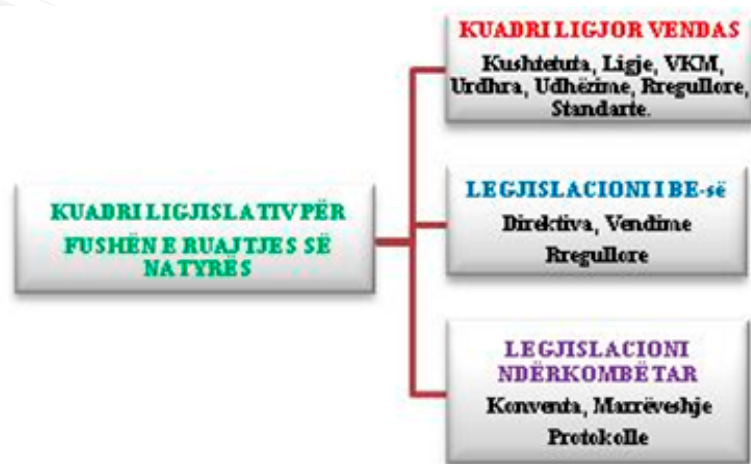 KUADRI LIGJISLATIV PËR
FUSHËN E RUAJTJES SË
NATYRËS
KUADRI LIGJOR VENDAS
Kushtetuta, Ligje, VKM,
Urdhra, Udhëzime, Rregullore,
Standarte.
LEGJISLACIONI I BE-së
Direktiva, Vendime
Rregullore
LEGJISLACIONI
NDËRKOMBËTAR
Konventa, Marrëveshje
Protokolle